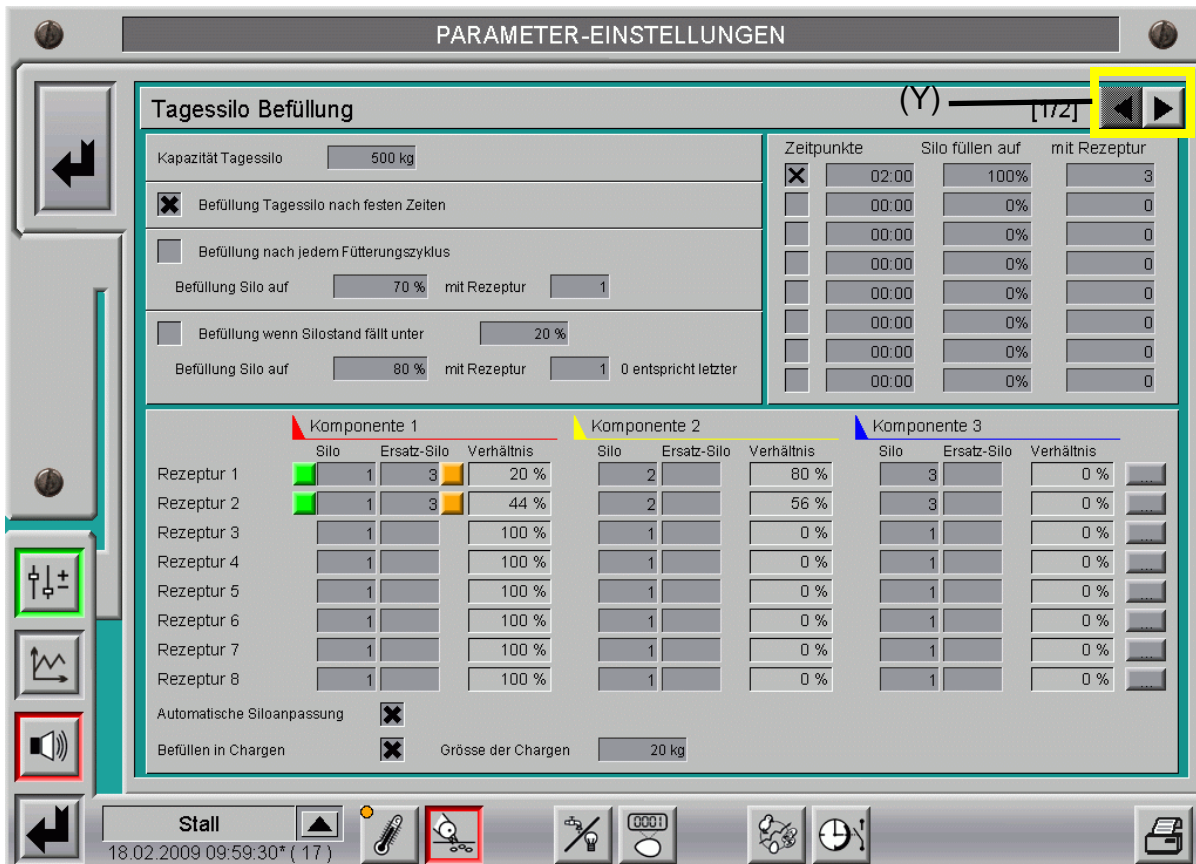 PARAMETER-EINSTELLUNGEN
Tagessilo Befüllung
(Y)
[1/2]
Kapazität Tagessilo 500 kg
Befüllung Tagessilo nach festen Zeiten
Befüllung nach jedem Fütterungszyklus
Befüllung Silo auf 70 % mit Rezeptur 1
Befüllung wenn Silostand fällt unter 20 %
Befüllung Silo auf 80 % mit Rezeptur 1 0 entspricht letzter
Zeitpunkte Silo füllen auf mit Rezeptur
02:00 100% 3
00:00 0% 0
00:00 0% 0
00:00 0% 0
00:00 0% 0
00:00 0% 0
00:00 0% 0
00:00 0% 0
Komponente 1 Komponente 2 Komponente 3
Silo Ersatz-Silo Verhältnis Silo Ersatz-Silo Verhältnis Silo Ersatz-Silo Verhältnis
Rezeptur 1 1 3 20 % 2 80 % 3 0 % ...
Rezeptur 2 1 3 44 % 2 56 % 3 0 % ...
Rezeptur 3 1 100 % 1 0 % 1 0 % ...
Rezeptur 4 1 100 % 1 0 % 1 0 % ...
Rezeptur 5 1 100 % 1 0 % 1 0 % ...
Rezeptur 6 1 100 % 1 0 % 1 0 % ...
Rezeptur 7 1 100 % 1 0 % 1 0 % ...
Rezeptur 8 1 100 % 1 0 % 1 0 % ...
Automatische Siloanpassung
Befüllen in Chargen Grösse der Chargen 20 kg
Stall
18.02.2009 09:59:30* ( 17 )
0001